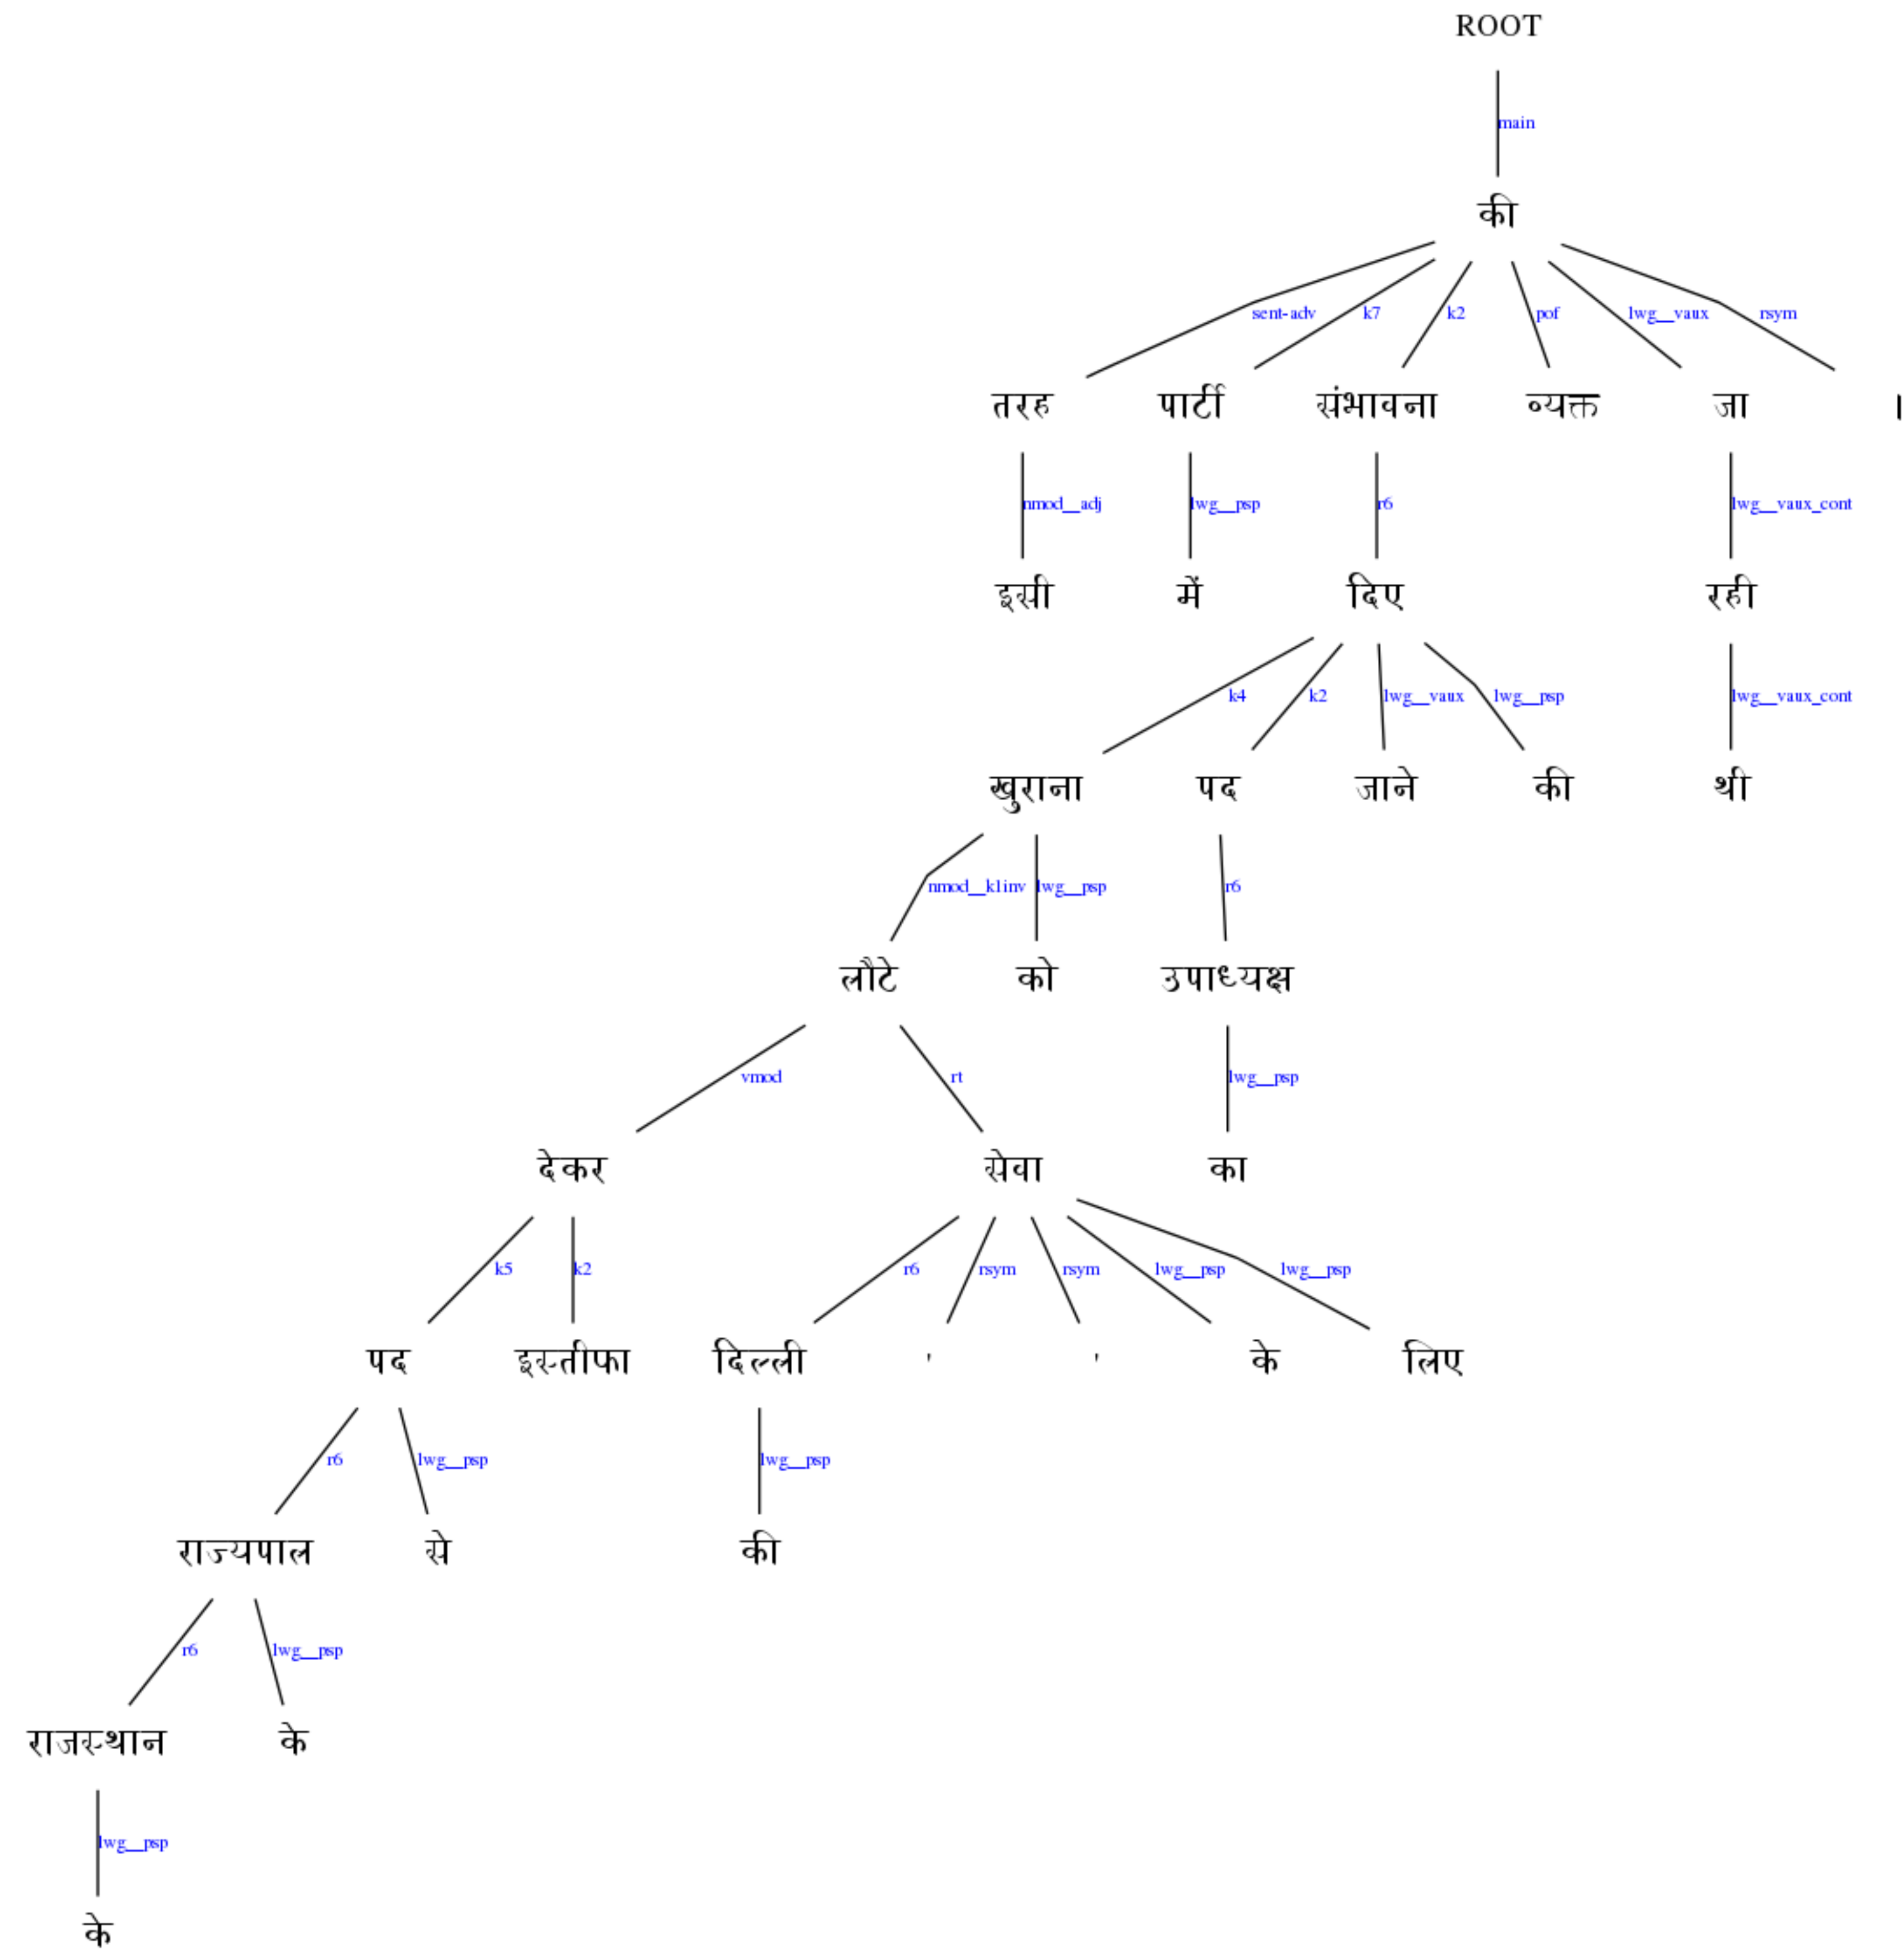 ROOT
main
की
sent-adv k7 k2 pof lwg__vaux rsym
तरह पार्टी संभावना व्यक्त जा ।
nmod__adj lwg__psp r6 lwg__vaux_cont
इसी में दिए रही
k4 k2 lwg__vaux lwg__psp lwg__vaux_cont
खुराना पद जाने की थी
nmod__k1inv lwg__psp r6
लौटे को उपाध्यक्ष
vmod rt lwg__psp
देकर सेवा का
k5 k2 r6 rsym rsym lwg__psp lwg__psp
पद इस्तीफा दिल्ली ' ' के लिए
r6 lwg__psp lwg__psp
राज्यपाल से की
r6 lwg__psp
राजस्थान के
lwg__psp
के